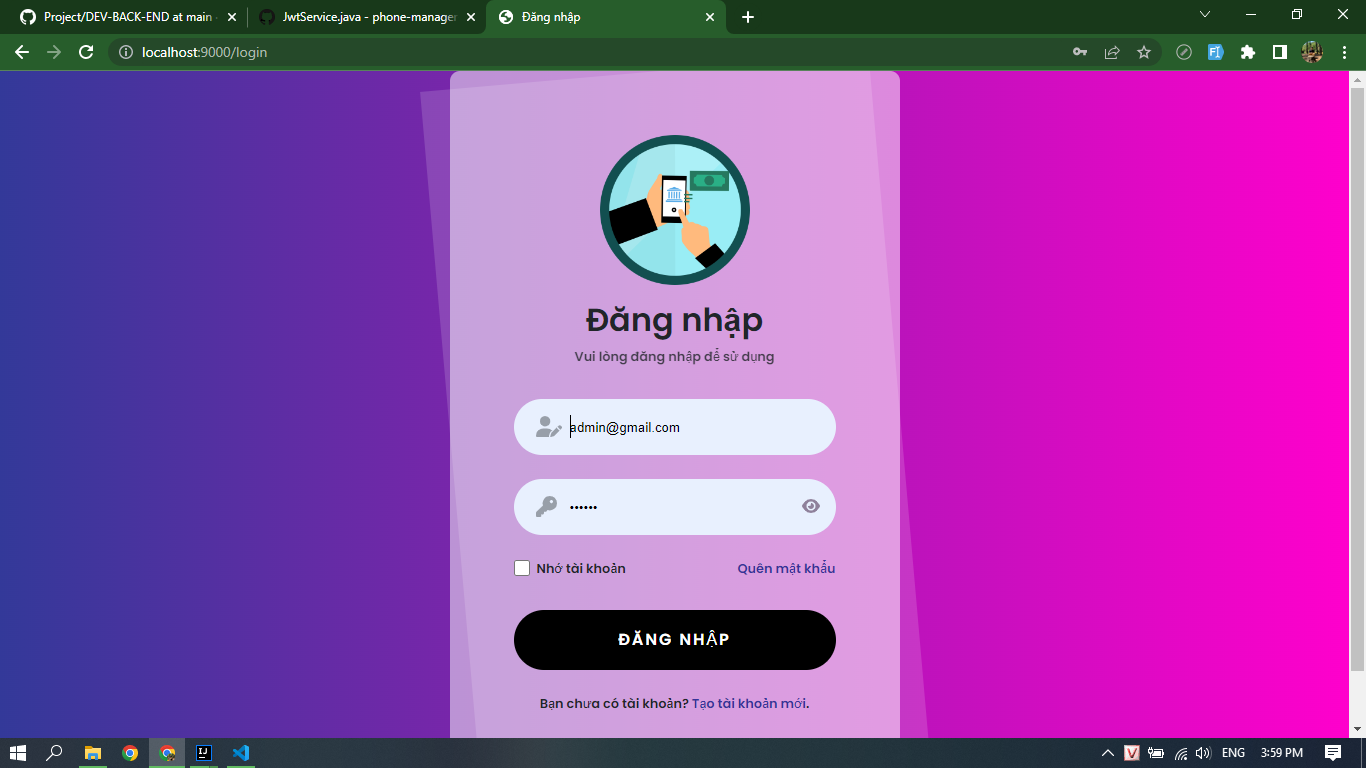 Project/DEV-BACK-END at main
JwtService.java - phone-manager
Đăng nhập
localhost:9000/login
Đăng nhập
Vui lòng đăng nhập để sử dụng
admin@gmail.com
••••••
Nhớ tài khoản
Quên mật khẩu
ĐĂNG NHẬP
Bạn chưa có tài khoản? Tạo tài khoản mới.
ENG
3:59 PM